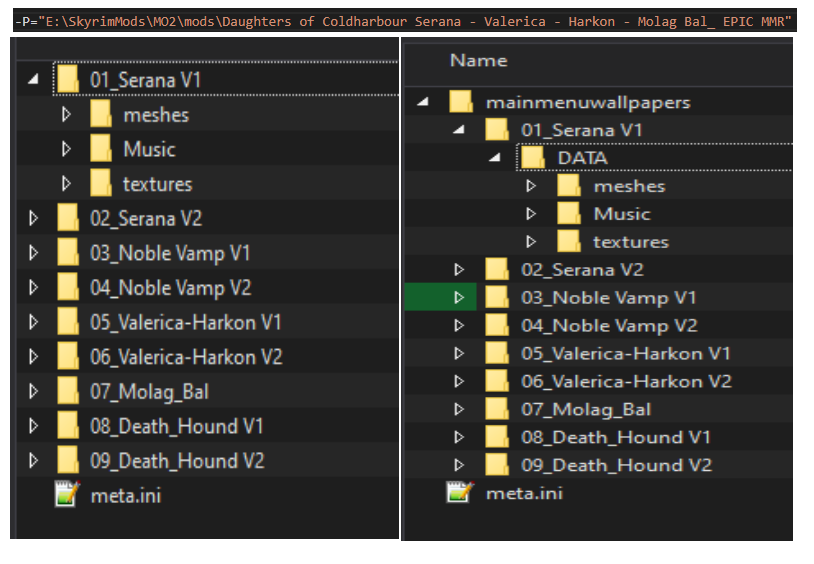 -P="E:\SkyrimMods\MO2\mods\Daughters of Coldharbour Serana - Valerica - Harkon - Molag Bal_ EPIC MMR"
01_Serana V1
meshes
Music
textures
02_Serana V2
03_Noble Vamp V1
04_Noble Vamp V2
05_Valerica-Harkon V1
06_Valerica-Harkon V2
07_Molag_Bal
08_Death_Hound V1
09_Death_Hound V2
meta.ini
Name
mainmenuwallpapers
01_Serana V1
DATA
meshes
Music
textures
02_Serana V2
03_Noble Vamp V1
04_Noble Vamp V2
05_Valerica-Harkon V1
06_Valerica-Harkon V2
07_Molag_Bal
08_Death_Hound V1
09_Death_Hound V2
meta.ini